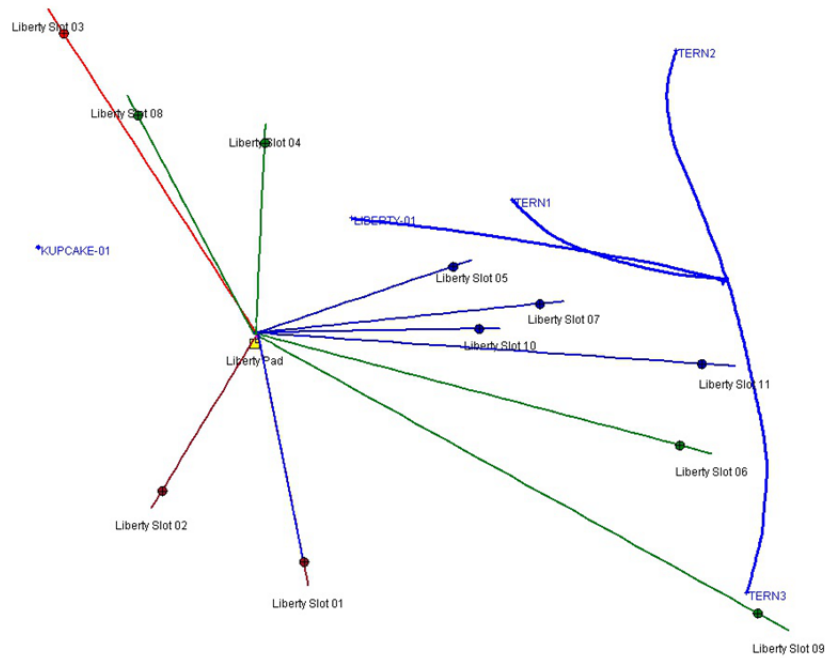 Liberty Slot 03
TERN2
Liberty Slot 08
Liberty Slot 04
TERN1
LIBERTY-01
KUPCAKE-01
Liberty Slot 05
Liberty Slot 07
Liberty Slot 10
Liberty Pad
Liberty Slot 11
Liberty Slot 06
Liberty Slot 02
TERN3
Liberty Slot 01
Liberty Slot 09